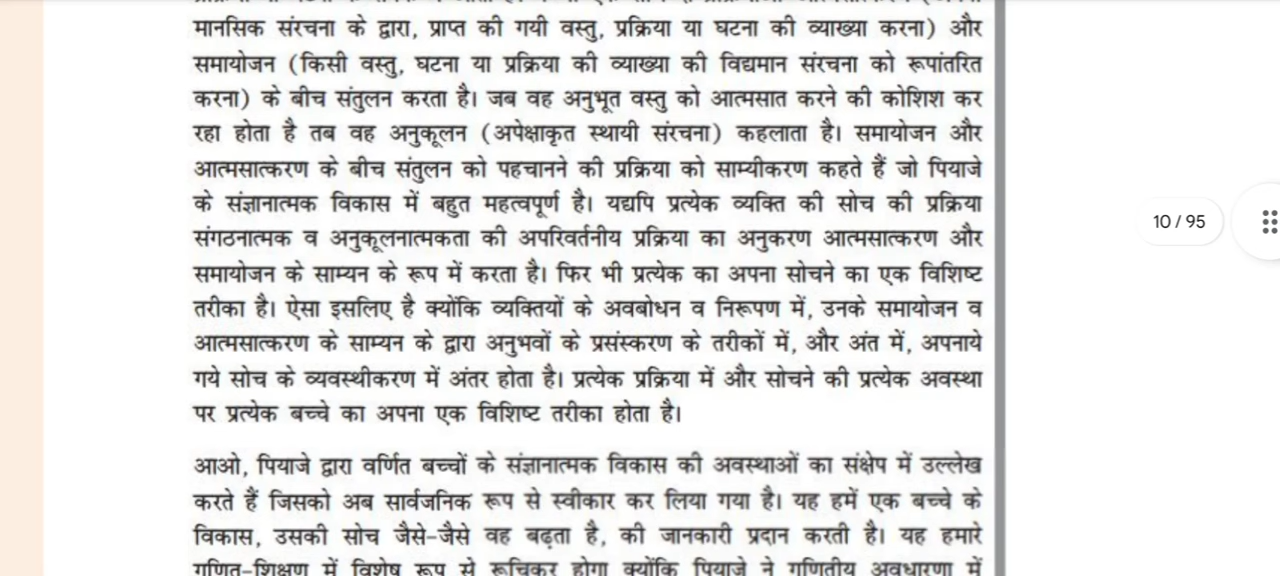 मानसिक संरचना के द्वारा, प्राप्त की गयी वस्तु, प्रक्रिया या घटना की व्याख्या करना) और
समायोजन (किसी वस्तु, घटना या प्रक्रिया की व्याख्या की विद्यमान संरचना को रूपांतरित
करना) के बीच संतुलन करता है। जब वह अनुभूत वस्तु को आत्मसात करने की कोशिश कर
रहा होता है तब वह अनुकूलन (अपेक्षाकृत स्थायी संरचना) कहलाता है। समायोजन और
आत्मसात्करण के बीच संतुलन को पहचानने की प्रक्रिया को साम्यीकरण कहते हैं जो पियाजे
के संज्ञानात्मक विकास में बहुत महत्वपूर्ण है। यद्यपि प्रत्येक व्यक्ति की सोच की प्रक्रिया
संगठनात्मक व अनुकूलनात्मकता की अपरिवर्तनीय प्रक्रिया का अनुकरण आत्मसात्करण और
समायोजन के साम्यन के रूप में करता है। फिर भी प्रत्येक का अपना सोचने का एक विशिष्ट
तरीका है। ऐसा इसलिए है क्योंकि व्यक्तियों के अवबोधन व निरूपण में, उनके समायोजन व
आत्मसात्करण के साम्यन के द्वारा अनुभवों के प्रसंस्करण के तरीकों में, और अंत में, अपनाये
गये सोच के व्यवस्थीकरण में अंतर होता है। प्रत्येक प्रक्रिया में और सोचने की प्रत्येक अवस्था
पर प्रत्येक बच्चे का अपना एक विशिष्ट तरीका होता है।
आओ, पियाजे द्वारा वर्णित बच्चों के संज्ञानात्मक विकास की अवस्थाओं का संक्षेप में उल्लेख
करते हैं जिसको अब सार्वजनिक रूप से स्वीकार कर लिया गया है। यह हमें एक बच्चे के
विकास, उसकी सोच जैसे-जैसे वह बढ़ता है, की जानकारी प्रदान करती है। यह हमारे
गणित-शिक्षण में विशेष रूप से रूचिकर होगा क्योंकि पियाजे ने गणितीय अवधारणा में
10 / 95